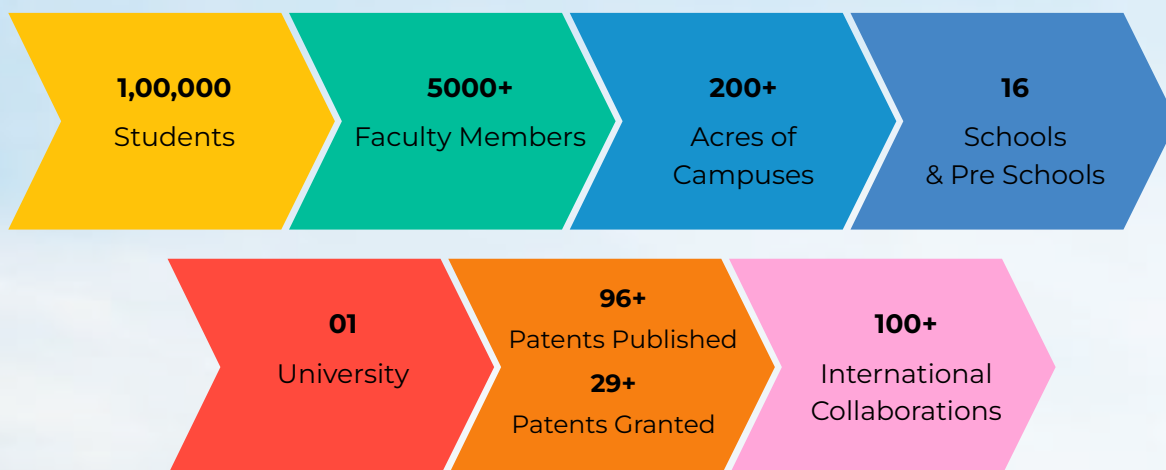 1,00,000
Students
5000+
Faculty Members
200+
Acres of
Campuses
16
Schools
& Pre Schools
01
University
96+
Patents Published
29+
Patents Granted
100+
International
Collaborations